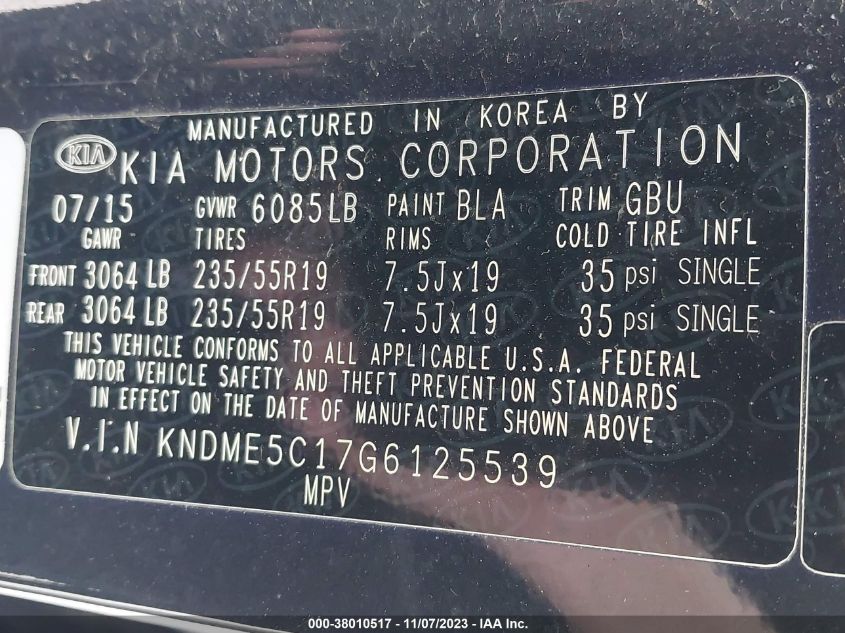 MANUFACTURED IN KOREA BY
KIA KIA MOTORS CORPORATION
07/15 GVWR 6085LB PAINT BLA TRIM GBU
GAWR TIRES RIMS COLD TIRE INFL
FRONT 3064 LB 235/55R19 7.5Jx19 35 psi SINGLE
REAR 3064 LB 235/55R19 7.5Jx19 35 psi SINGLE
THIS VEHICLE CONFORMS TO ALL APPLICABLE U.S.A. FEDERAL
MOTOR VEHICLE SAFETY AND THEFT PREVENTION STANDARDS
IN EFFECT ON THE DATE OF MANUFACTURE SHOWN ABOVE
V.I.N KNDME5C17G6125539
MPV
000-38010517 - 11/07/2023 - IAA Inc.